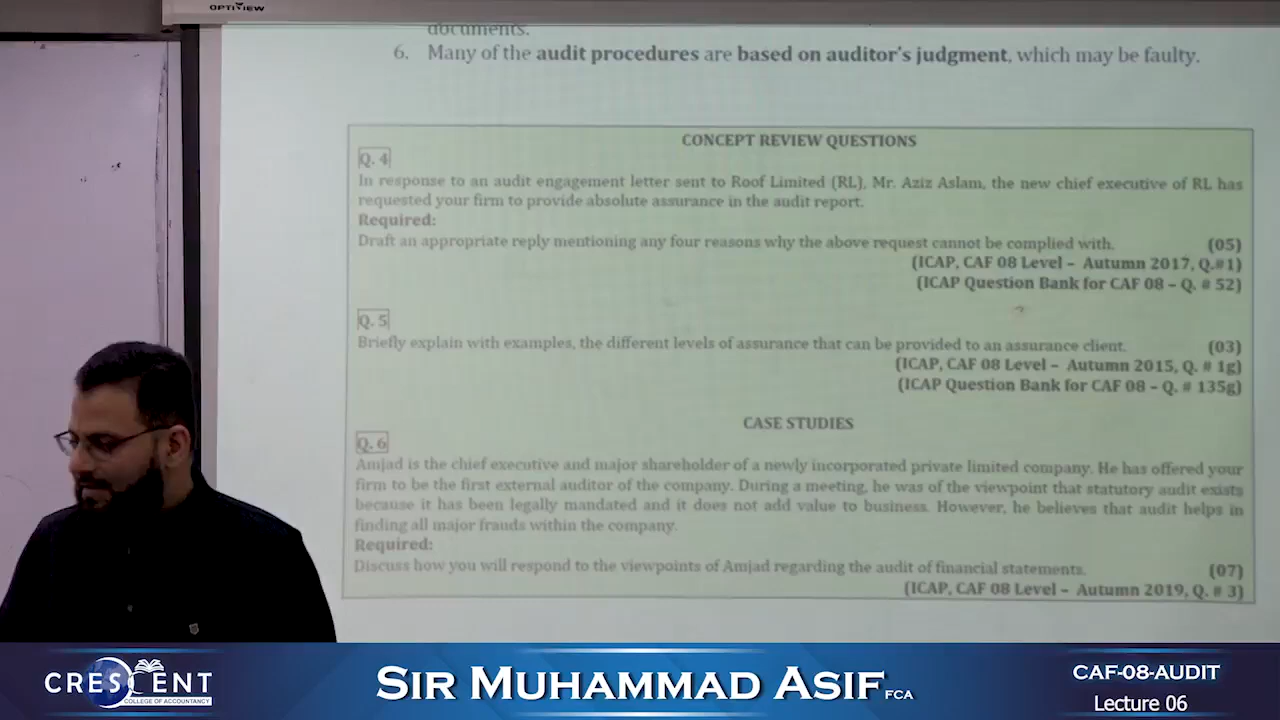 OPTIVIEW
documents.
6. Many of the audit procedures are based on auditor's judgment, which may be faulty.
CONCEPT REVIEW QUESTIONS
Q. 4
In response to an audit engagement letter sent to Roof Limited (RL), Mr. Aziz Aslam, the new chief executive of RL has
requested your firm to provide absolute assurance in the audit report.
Required:
Draft an appropriate reply mentioning any four reasons why the above request cannot be complied with. (05)
(ICAP, CAF 08 Level – Autumn 2017, Q.#1)
(ICAP Question Bank for CAF 08 – Q. # 52)
Q. 5
Briefly explain with examples, the different levels of assurance that can be provided to an assurance client. (03)
(ICAP, CAF 08 Level – Autumn 2015, Q. # 1g)
(ICAP Question Bank for CAF 08 – Q. # 135g)
CASE STUDIES
Q. 6
Amjad is the chief executive and major shareholder of a newly incorporated private limited company. He has offered your
firm to be the first external auditor of the company. During a meeting, he was of the viewpoint that statutory audit exists
because it has been legally mandated and it does not add value to business. However, he believes that audit helps in
finding all major frauds within the company.
Required:
Discuss how you will respond to the viewpoints of Amjad regarding the audit of financial statements. (07)
(ICAP, CAF 08 Level – Autumn 2019, Q. # 3)
CRESCENT
COLLEGE OF ACCOUNTANCY
SIR MUHAMMAD ASIF FCA
CAF-08-AUDIT
Lecture 06